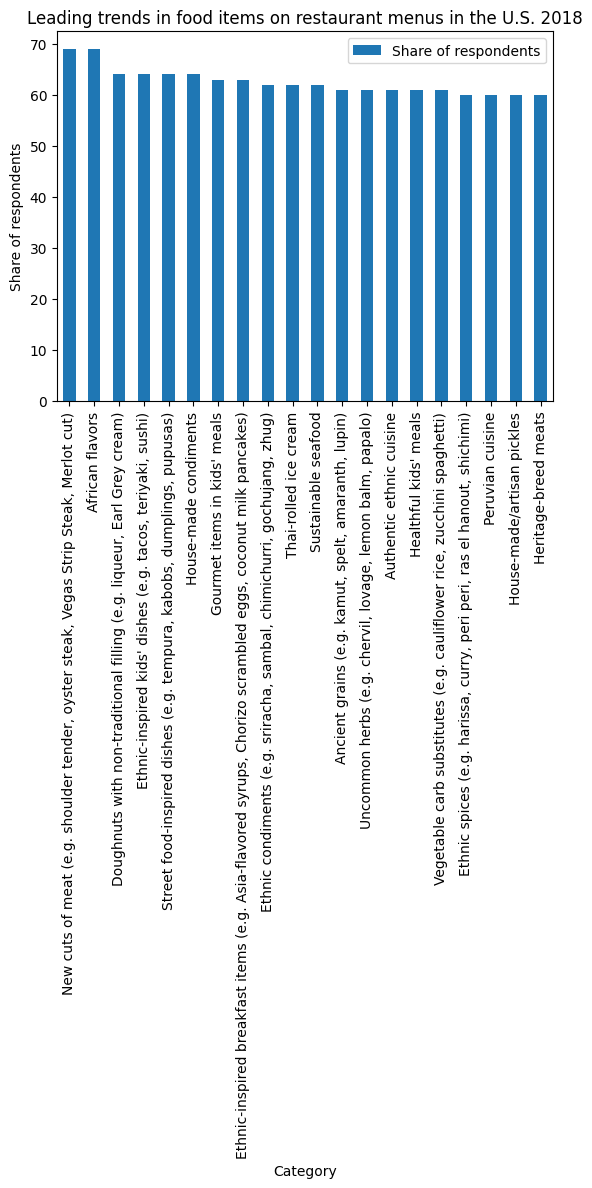 Leading trends in food items on restaurant menus in the U.S. 2018
Share of respondents
Share of respondents
70
60
50
40
30
20
10
0
New cuts of meat (e.g. shoulder tender, oyster steak, Vegas Strip Steak, Merlot cut)
African flavors
Doughnuts with non-traditional filling (e.g. liqueur, Earl Grey cream)
Ethnic-inspired kids' dishes (e.g. tacos, teriyaki, sushi)
Street food-inspired dishes (e.g. tempura, kabobs, dumplings, pupusas)
House-made condiments
Gourmet items in kids' meals
Ethnic-inspired breakfast items (e.g. Asia-flavored syrups, Chorizo scrambled eggs, coconut milk pancakes)
Ethnic condiments (e.g. sriracha, sambal, chimichurri, gochujang, zhug)
Thai-rolled ice cream
Sustainable seafood
Ancient grains (e.g. kamut, spelt, amaranth, lupin)
Uncommon herbs (e.g. chervil, lovage, lemon balm, papalo)
Authentic ethnic cuisine
Healthful kids' meals
Vegetable carb substitutes (e.g. cauliflower rice, zucchini spaghetti)
Ethnic spices (e.g. harissa, curry, peri peri, ras el hanout, shichimi)
Peruvian cuisine
House-made/artisan pickles
Heritage-breed meats
Category